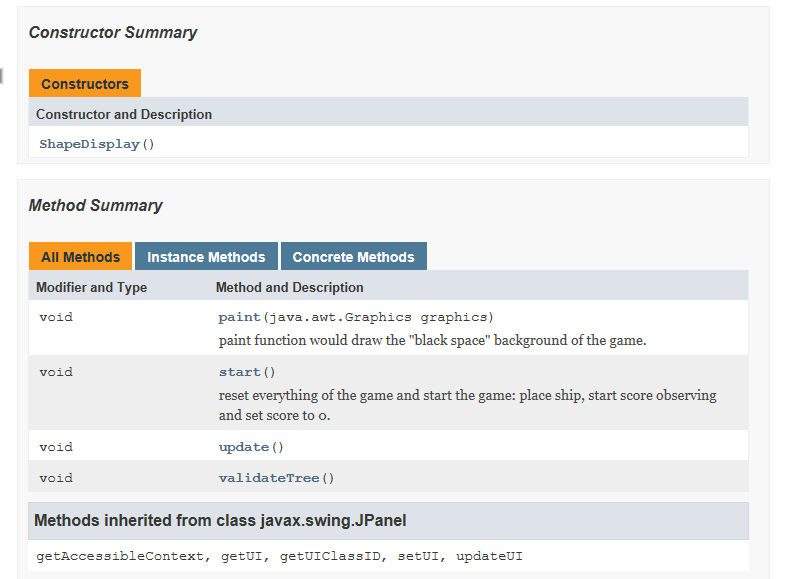 Constructor Summary
Constructors
Constructor and Description
ShapeDisplay()
Method Summary
All Methods Instance Methods Concrete Methods
Modifier and Type Method and Description
void paint(java.awt.Graphics graphics)
paint function would draw the "black space" background of the game.
void start()
reset everything of the game and start the game: place ship, start score observing
and set score to 0.
void update()
void validateTree()
Methods inherited from class javax.swing.JPanel
getAccessibleContext, getUI, getUIClassID, setUI, updateUI